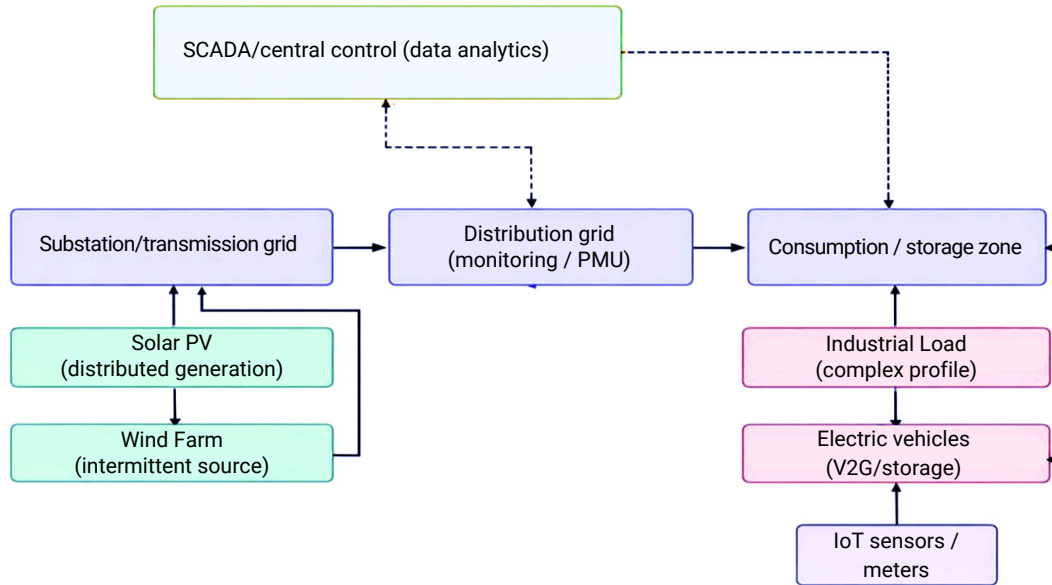 SCADA/central control (data analytics)
Substation/transmission grid
Distribution grid
(monitoring / PMU)
Consumption / storage zone
Solar PV
(distributed generation)
Industrial Load
(complex profile)
Wind Farm
(intermittent source)
Electric vehicles
(V2G/storage)
IoT sensors /
meters